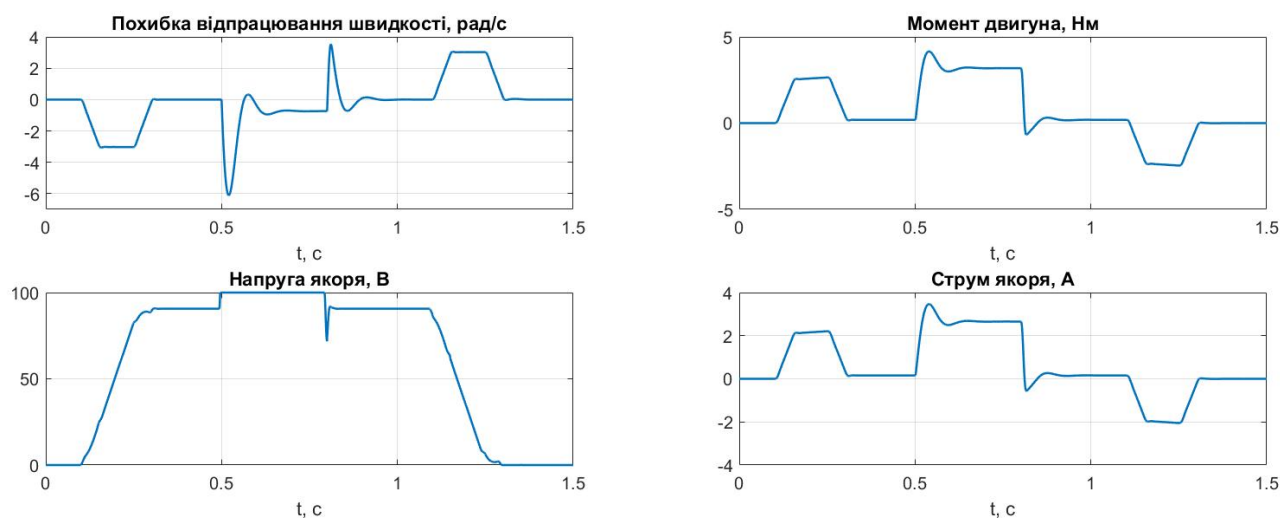 Похибка відпрацювання швидкості, рад/с
4
2
0
-2
-4
-6
0 0.5 1 1.5
t, с
Момент двигуна, Нм
5
0
-5
0 0.5 1 1.5
t, с
Напруга якоря, В
100
50
0
0 0.5 1 1.5
t, с
Струм якоря, А
4
2
0
-2
-4
0 0.5 1 1.5
t, с